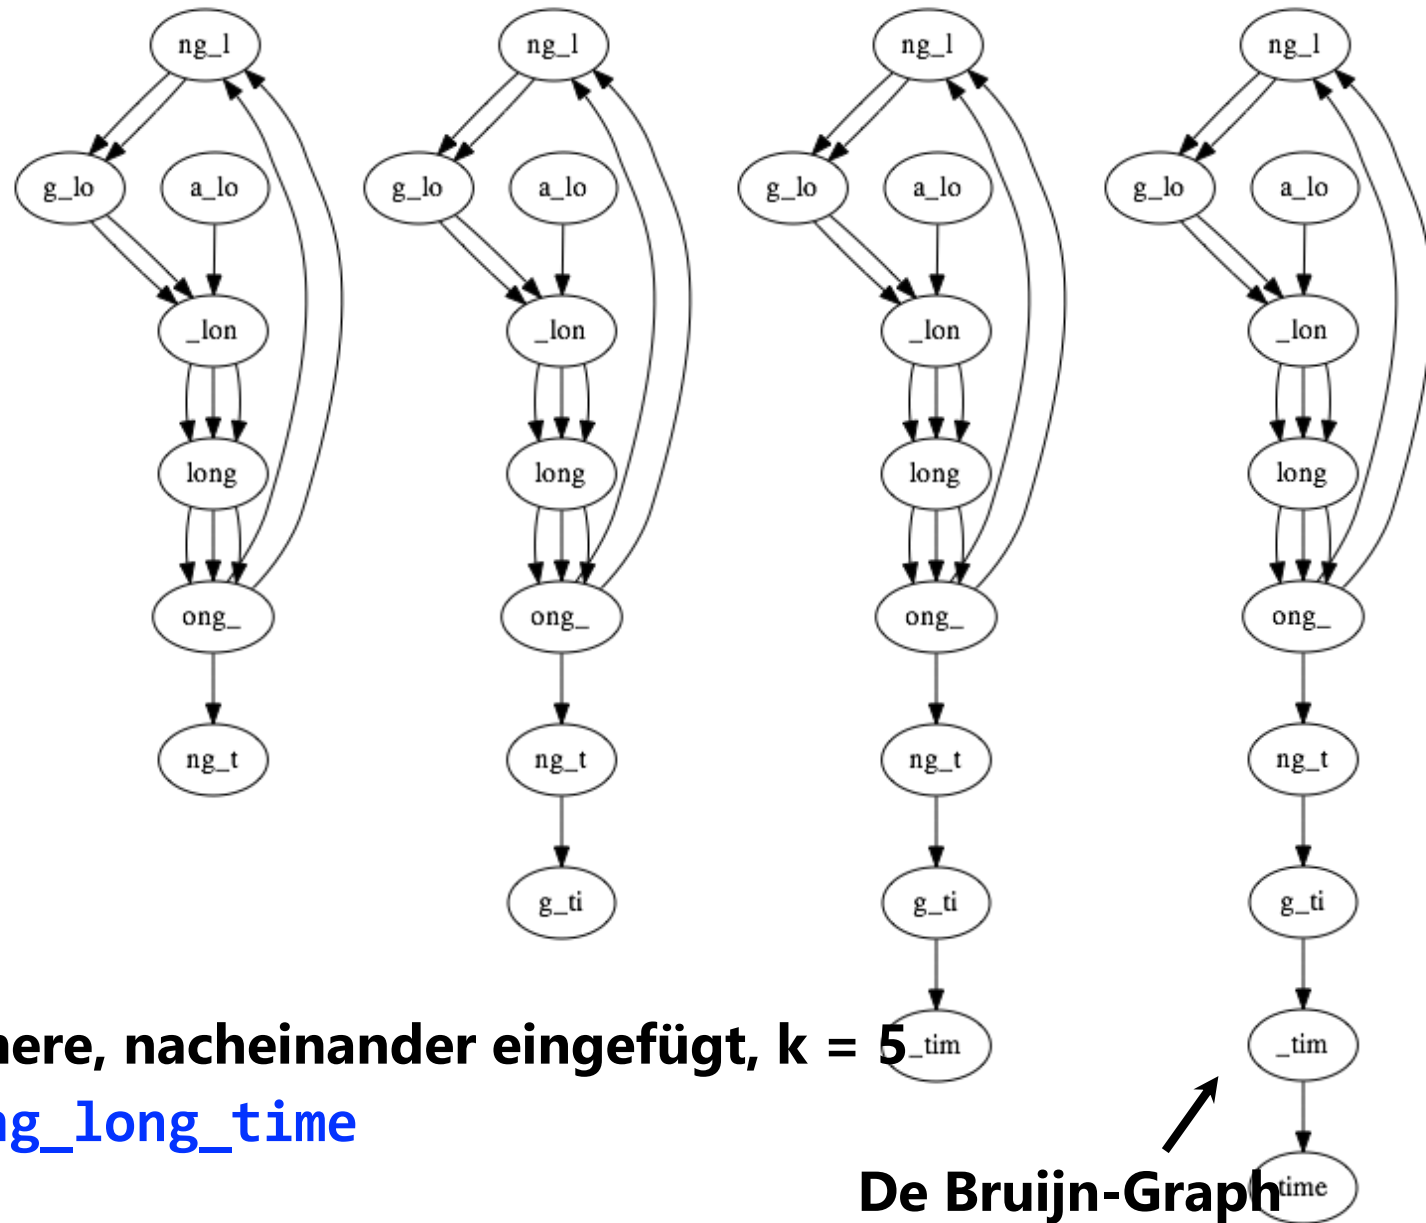 ng_l ng_l ng_l ng_l
g_lo a_lo g_lo a_lo g_lo a_lo g_lo a_lo
_lon _lon _lon _lon
long long long long
ong_ ong_ ong_ ong_
ng_t ng_t ng_t ng_t
g_ti g_ti g_ti
nere, nacheinander eingefügt, k = 5 _tim _tim
ng_long_time
De Bruijn-Graph time